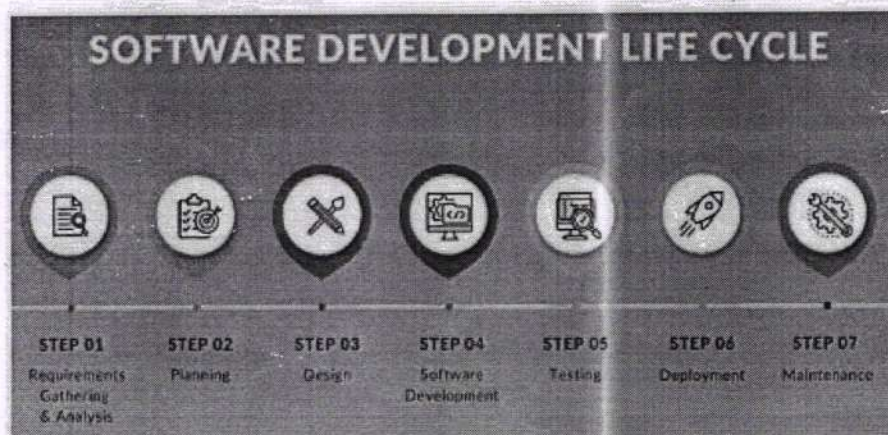 SOFTWARE DEVELOPMENT LIFE CYCLE
STEP 01
Requirements
Gathering
& Analysis
STEP 02
Planning
STEP 03
Design
STEP 04
Software
Development
STEP 05
Testing
STEP 06
Deployment
STEP 07
Maintenance